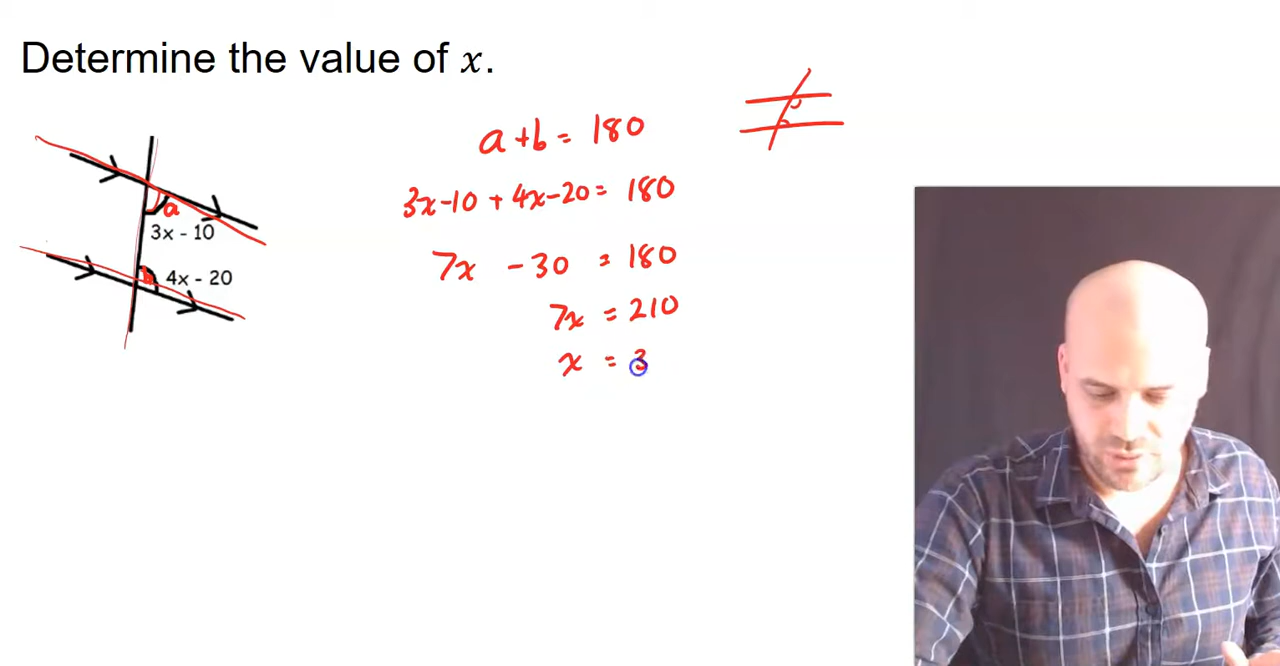 Determine the value of x.
a
3x - 10
b
4x - 20
a+b = 180
3x-10 + 4x-20 = 180
7x - 30 = 180
7x = 210
x = 3